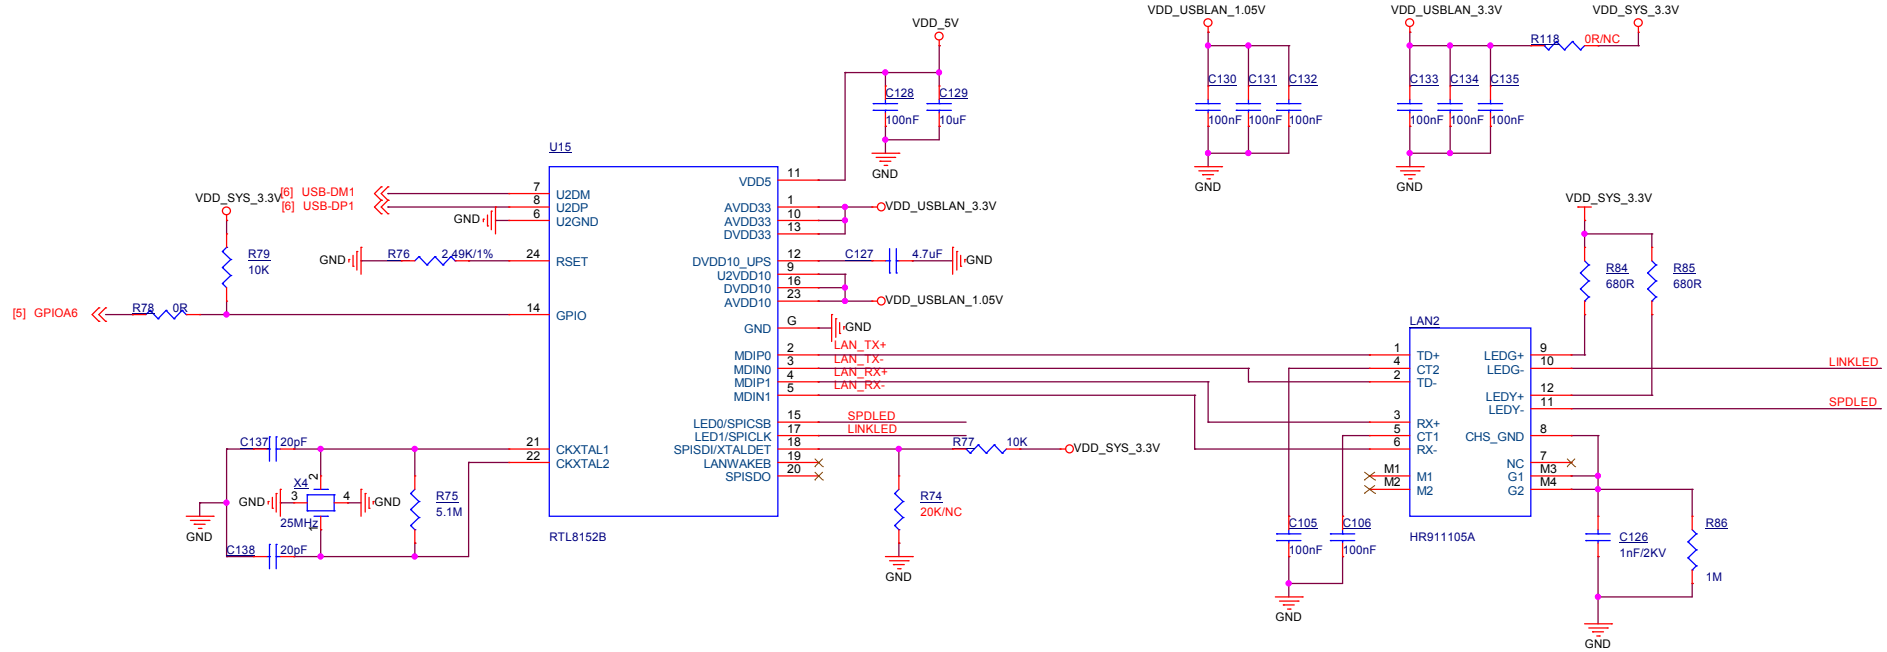 VDD_5V
VDD_USBLAN_1.05V
VDD_USBLAN_3.3V
VDD_SYS_3.3V
R118 0R/NC
C128 C129
100nF 10uF
GND
C130 C131 C132
100nF 100nF 100nF
GND
C133 C134 C135
100nF 100nF 100nF
GND
U15
VDD_SYS_3.3V
[6] USB-DM1
[6] USB-DP1
GND
R79
10K
GND R76 2.49K/1%
[5] GPIOA6 R78 0R
7 U2DM
8 U2DP
6 U2GND
24 RSET
14 GPIO
21 CKXTAL1
22 CKXTAL2
VDD5 11
AVDD33 1
AVDD33 10
DVDD33 13
DVDD10_UPS 12
U2VDD10 9
DVDD10 16
AVDD10 23
GND G
MDIP0 2
MDIN0 3
MDIP1 4
MDIN1 5
LED0/SPICSB 15
LED1/SPICLK 17
SPISDI/XTALDET 18
LANWAKEB 19
SPISDO 20
RTL8152B
VDD_USBLAN_3.3V
C127 4.7uF GND
VDD_USBLAN_1.05V
GND
LAN_TX+
LAN_TX-
LAN_RX+
LAN_RX-
SPDLED
LINKLED
R77 10K VDD_SYS_3.3V
R74
20K/NC
GND
C137 20pF
X4 2
GND 3 4 GND
25MHz 1
R75
5.1M
GND
C138 20pF
VDD_SYS_3.3V
R84 R85
680R 680R
LAN2
1 TD+
4 CT2
2 TD-
3 RX+
5 CT1
6 RX-
M1 M1
M2 M2
LEDG+ 9
LEDG- 10
LEDY+ 12
LEDY- 11
CHS_GND 8
NC 7
G1 M3
G2 M4
HR911105A
LINKLED
SPDLED
C105 C106
100nF 100nF
GND
C126
1nF/2KV
R86
1M
GND